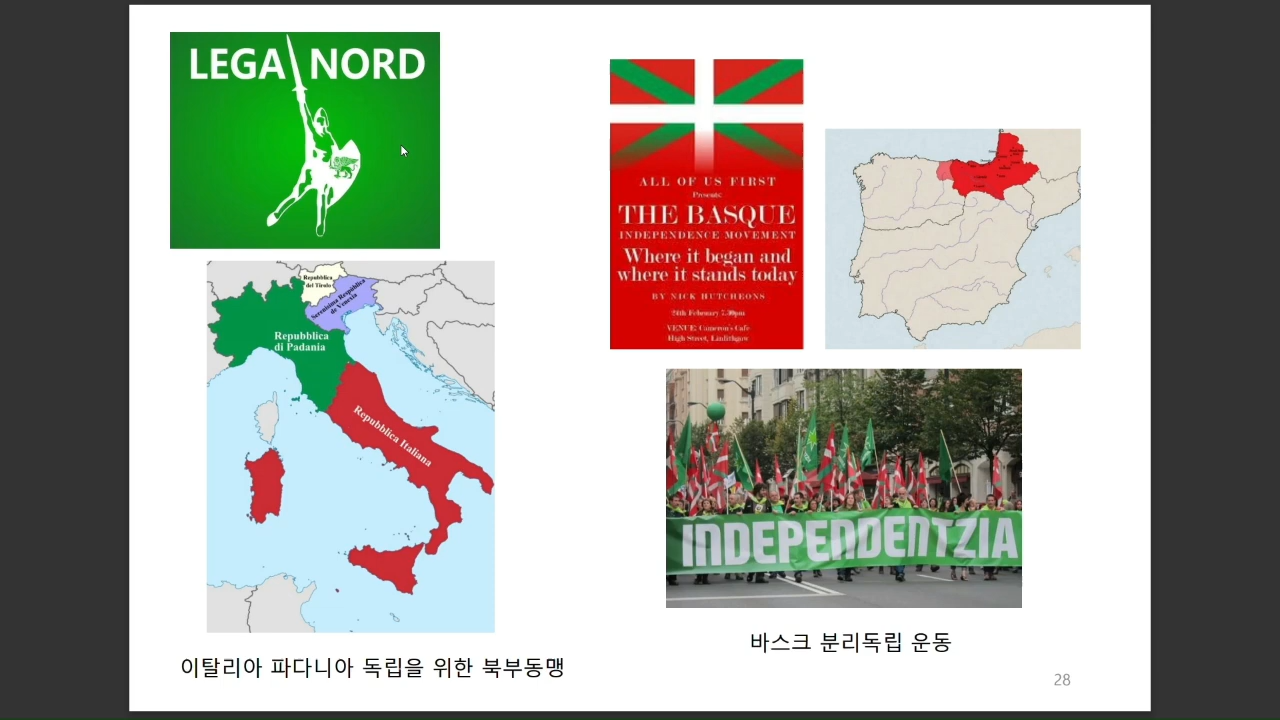 LEGA NORD
Repubblica
del Tirolo
Serenissima Respublica
de Venexia
Repubblica
di Padania
Repubblica Italiana
이탈리아 파다니아 독립을 위한 북부동맹
ALL OF US FIRST
Presents:
THE BASQUE
INDEPENDENCE MOVEMENT
Where it began and
where it stands today
BY NICK HUTCHEONS
24th February 7.30pm
VENUE: Cameron's Cafe
High Street, Linlithgow
INDEPENDENTZIA
바스크 분리독립 운동
28